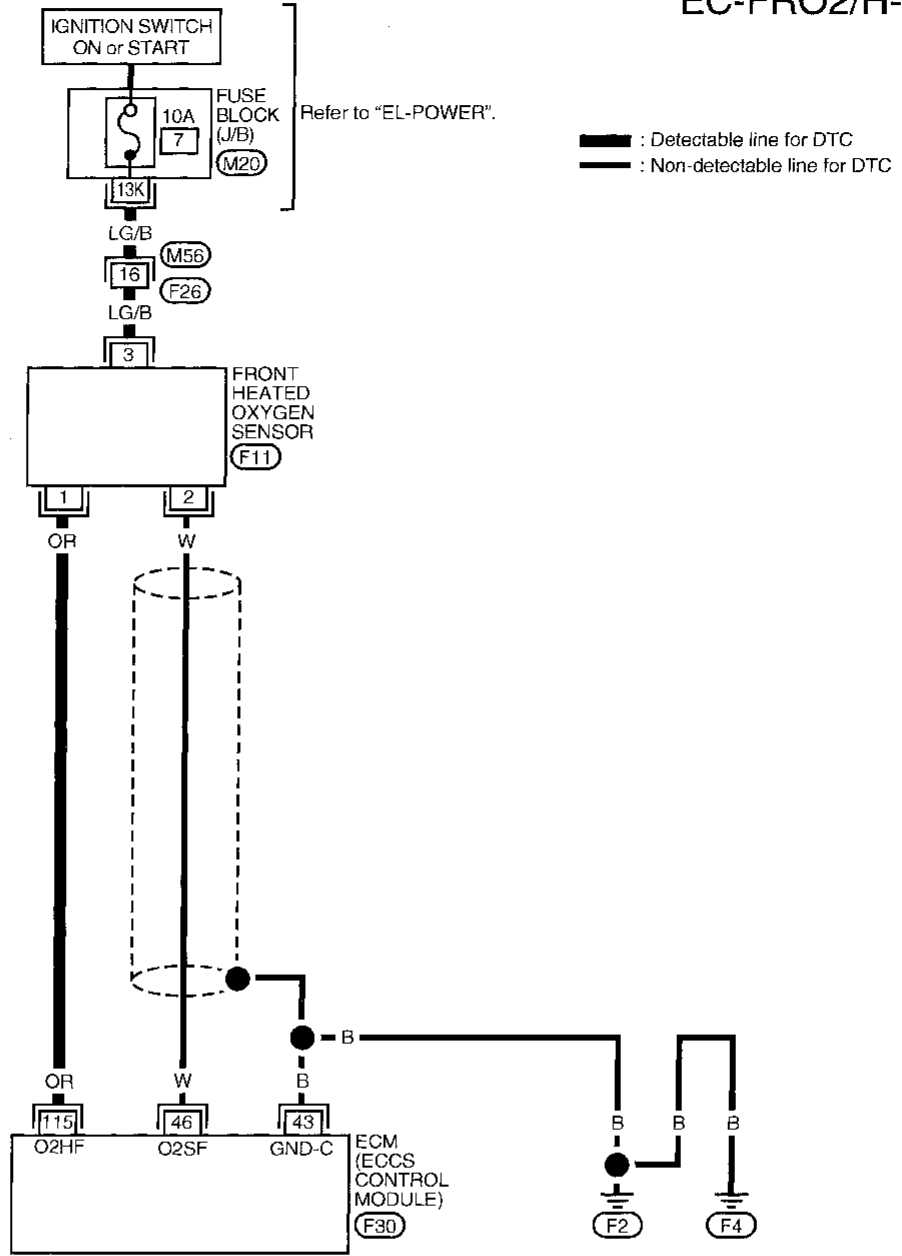 EC-FRO2/H-
IGNITION SWITCH
ON or START
FUSE
BLOCK
(J/B)
M20
10A
7
13K
Refer to "EL-POWER".
: Detectable line for DTC
: Non-detectable line for DTC
LG/B
M56
16
F26
LG/B
3
FRONT
HEATED
OXYGEN
SENSOR
F11
1
2
OR
W
B
OR
W
B
B
B
B
115
46
43
O2HF
O2SF
GND-C
ECM
(ECCS
CONTROL
MODULE)
F30
F2
F4